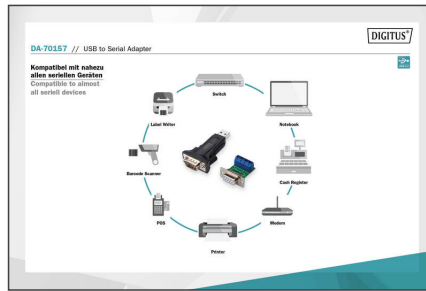 DIGITUS®
DA-70157 // USB to Serial Adapter
Kompatibel mit nahezu
allen seriellen Geräten
Compatible to almost
all seriell devices
Switch
Label Writer
Notebook
Barcode Scanner
Cash Register
POS
Modem
Printer